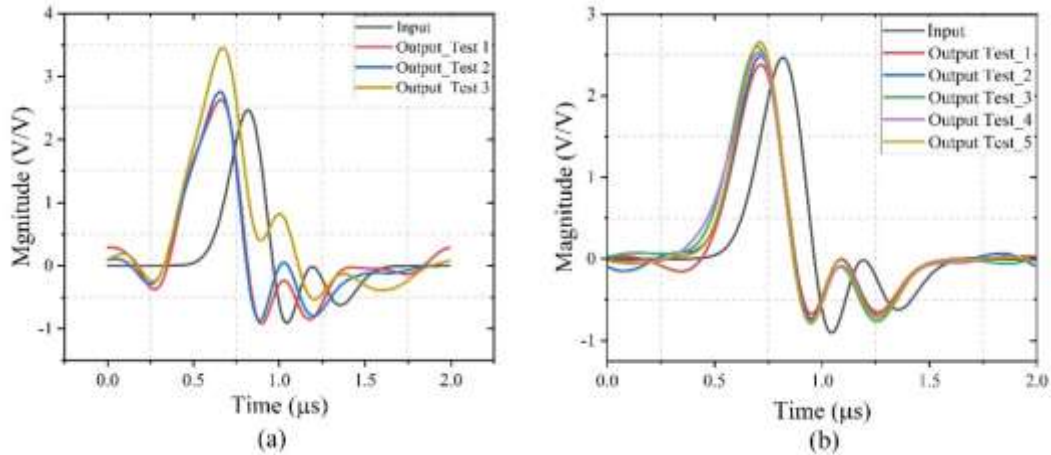 4
3
2
1
0
-1
Mgnitude (V/V)
Input
Output_Test 1
Output_Test 2
Output_Test 3
0.0 0.5 1.0 1.5 2.0
Time (μs)
(a)
3
2
1
0
-1
Magnitude (V/V)
Input
Output Test_1
Output Test_2
Output Test_3
Output Test_4
Output Test_5
0.0 0.5 1.0 1.5 2.0
Time (μs)
(b)